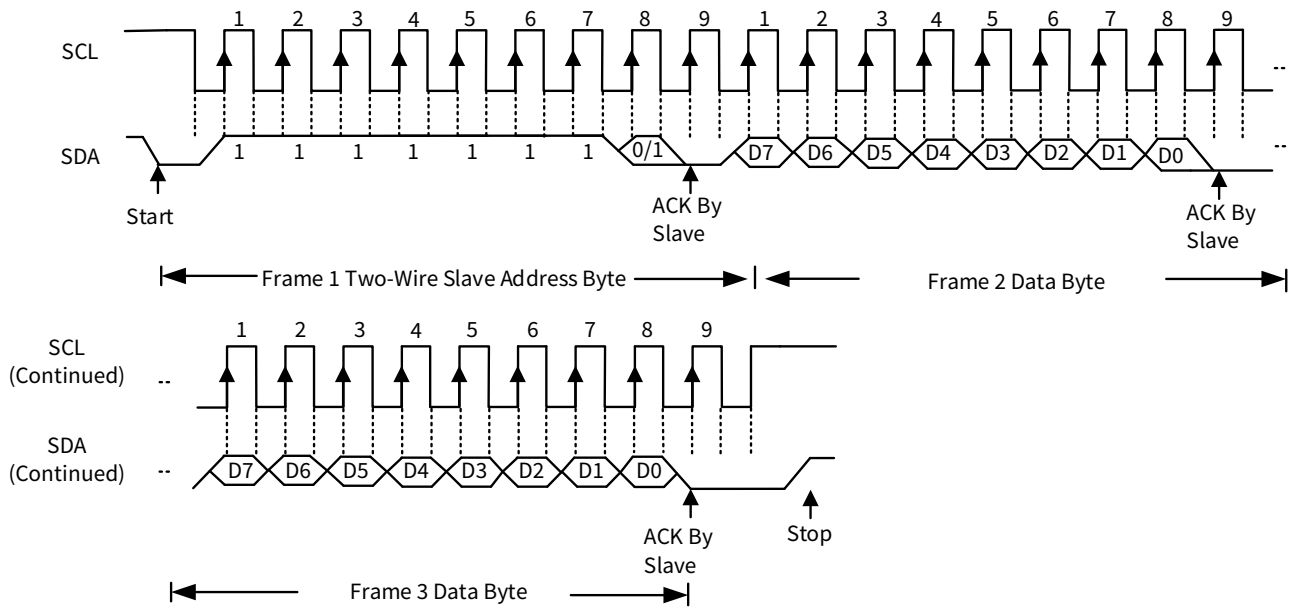 1 2 3 4 5 6 7 8 9 1 2 3 4 5 6 7 8 9
SCL
--
SDA
1 1 1 1 1 1 1 0/1 D7 D6 D5 D4 D3 D2 D1 D0
--
Start
ACK By
Slave
ACK By
Slave
Frame 1 Two-Wire Slave Address Byte
Frame 2 Data Byte
1 2 3 4 5 6 7 8 9
SCL
(Continued)
--
SDA
(Continued)
--
D7 D6 D5 D4 D3 D2 D1 D0
ACK By
Slave
Stop
Frame 3 Data Byte